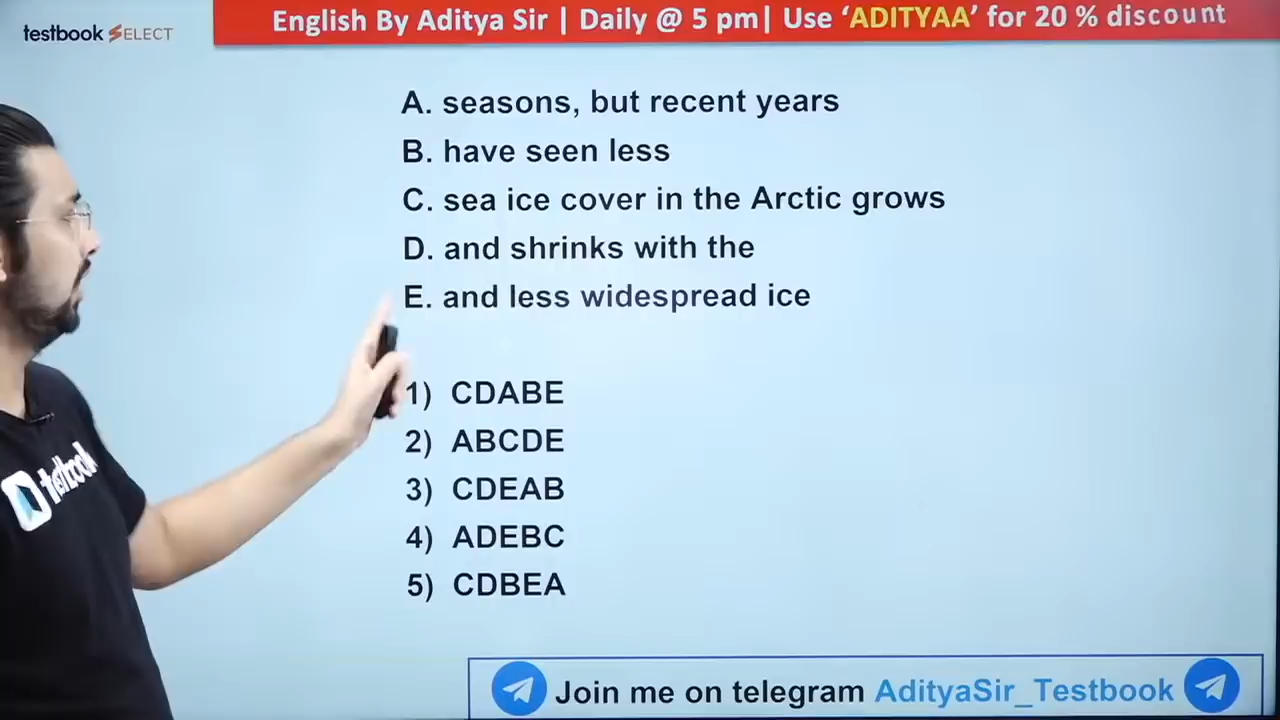 testbook SELECT
English By Aditya Sir | Daily @ 5 pm| Use ‘ADITYAA’ for 20 % discount
A. seasons, but recent years
B. have seen less
C. sea ice cover in the Arctic grows
D. and shrinks with the
E. and less widespread ice
1) CDABE
2) ABCDE
3) CDEAB
4) ADEBC
5) CDBEA
testbook
Join me on telegram AdityaSir_Testbook